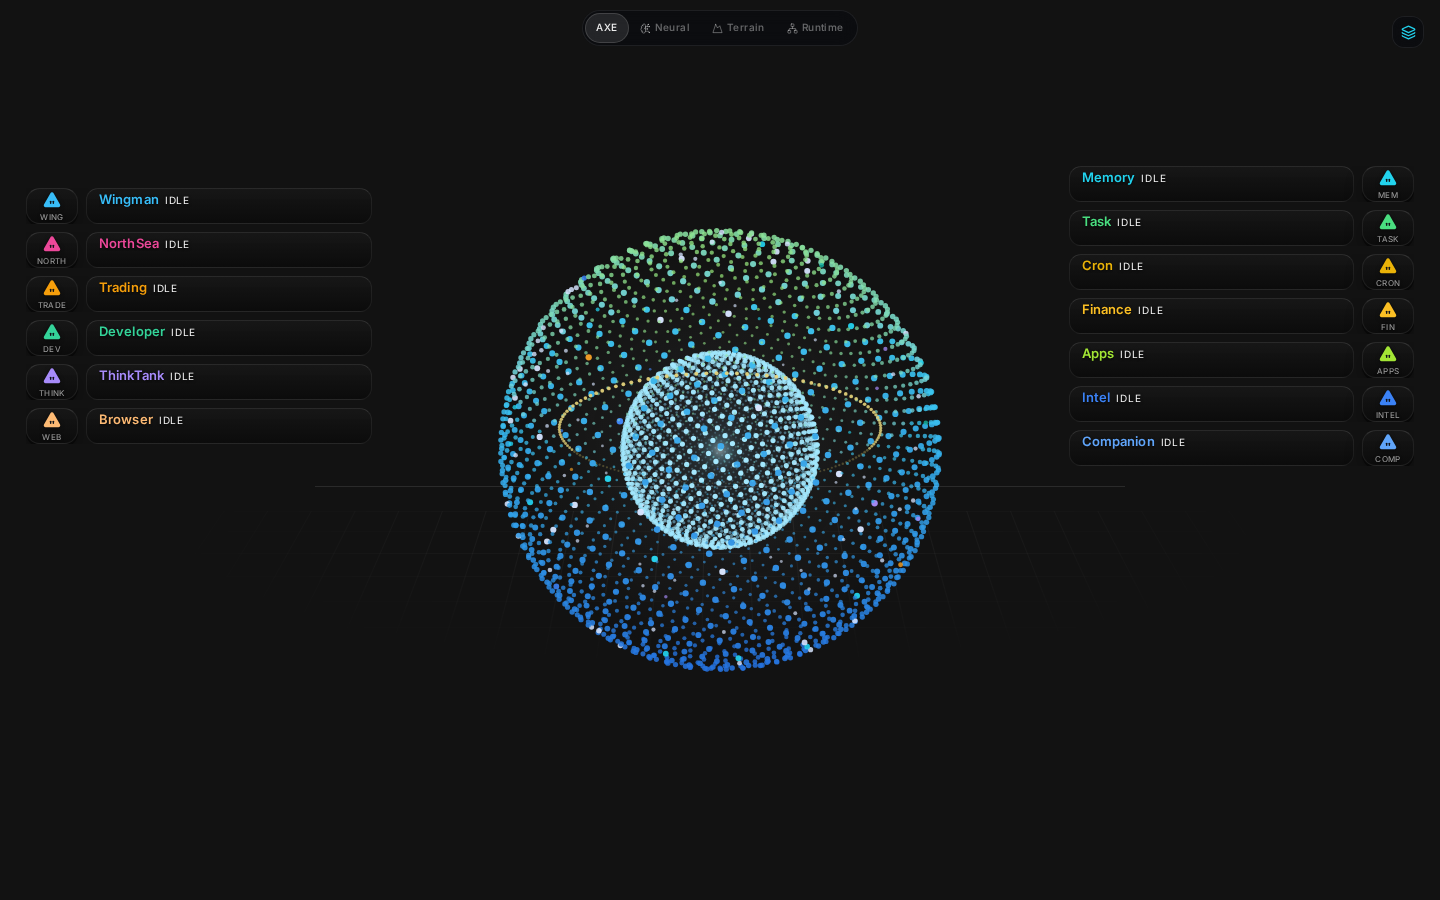 AXE Neural Terrain Runtime
WING
Wingman IDLE
NORTH
NorthSea IDLE
TRADE
Trading IDLE
DEV
Developer IDLE
THINK
ThinkTank IDLE
WEB
Browser IDLE
Memory IDLE
MEM
Task IDLE
TASK
Cron IDLE
CRON
Finance IDLE
FIN
Apps IDLE
APPS
Intel IDLE
INTEL
Companion IDLE
COMP